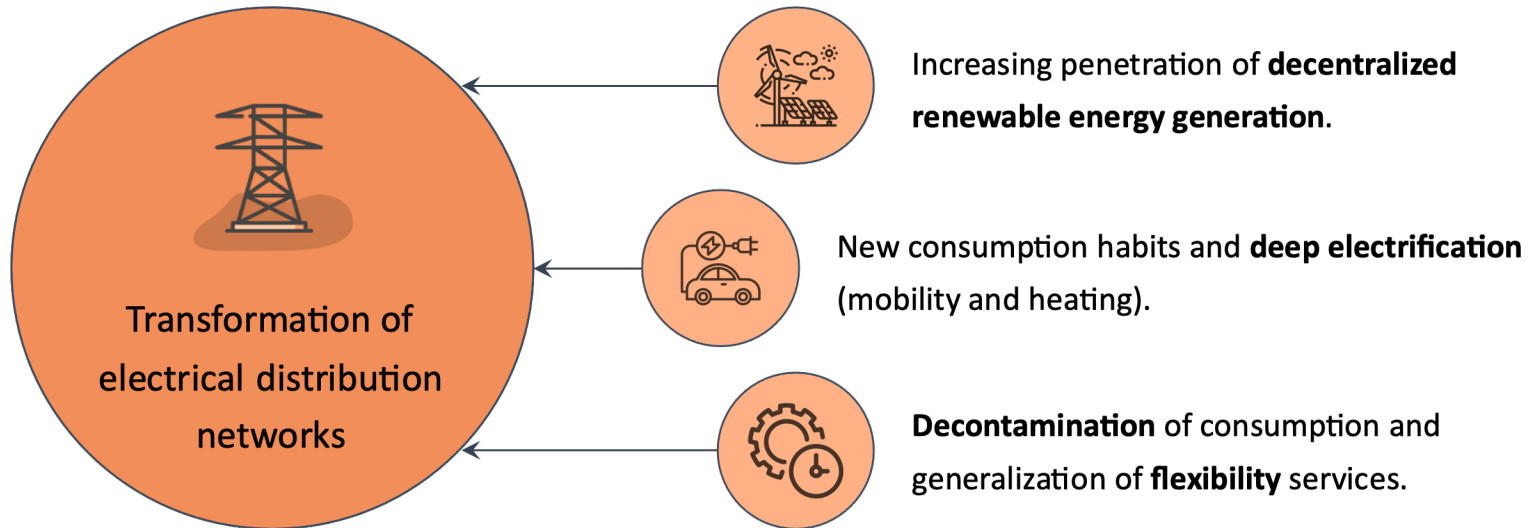 Increasing penetration of decentralized
renewable energy generation.
New consumption habits and deep electrification
(mobility and heating).
Transformation of
electrical distribution
networks
Decontamination of consumption and
generalization of flexibility services.